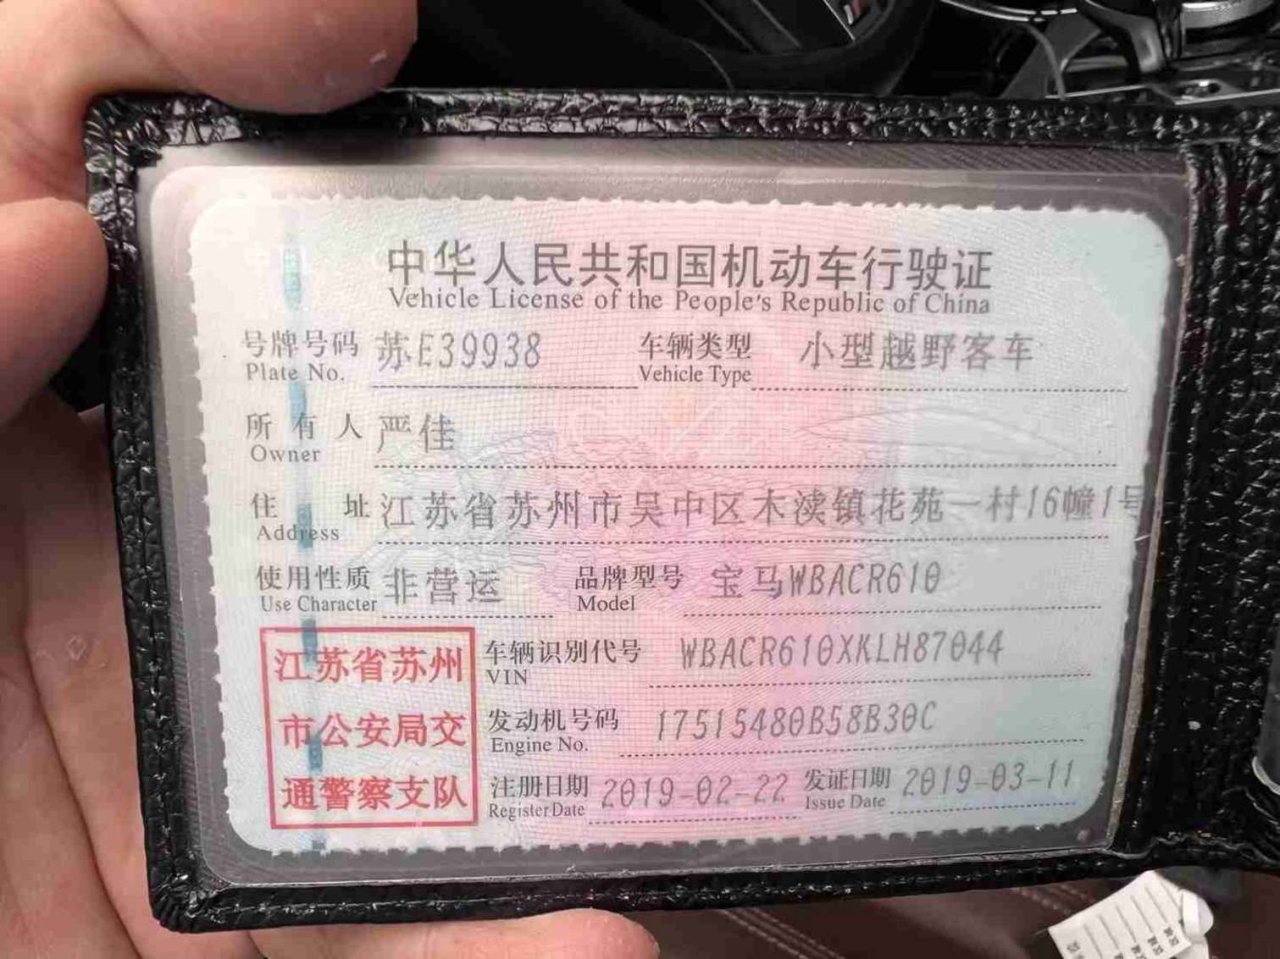 中华人民共和国机动车行驶证
Vehicle License of the People's Republic of China
号牌号码 苏E39938 车辆类型 小型越野客车
Plate No. Vehicle Type
所有人 严佳
Owner
住址 江苏省苏州市吴中区木渎镇花苑一村16幢1号
Address
使用性质 非营运 品牌型号 宝马WBACR610
Use Character Model
江苏省苏州
市公安局交
通警察支队
车辆识别代号 WBACR610XKLH87044
VIN
发动机号码 17515480B58B30C
Engine No.
注册日期 2019-02-22 发证日期 2019-03-11
Register Date Issue Date